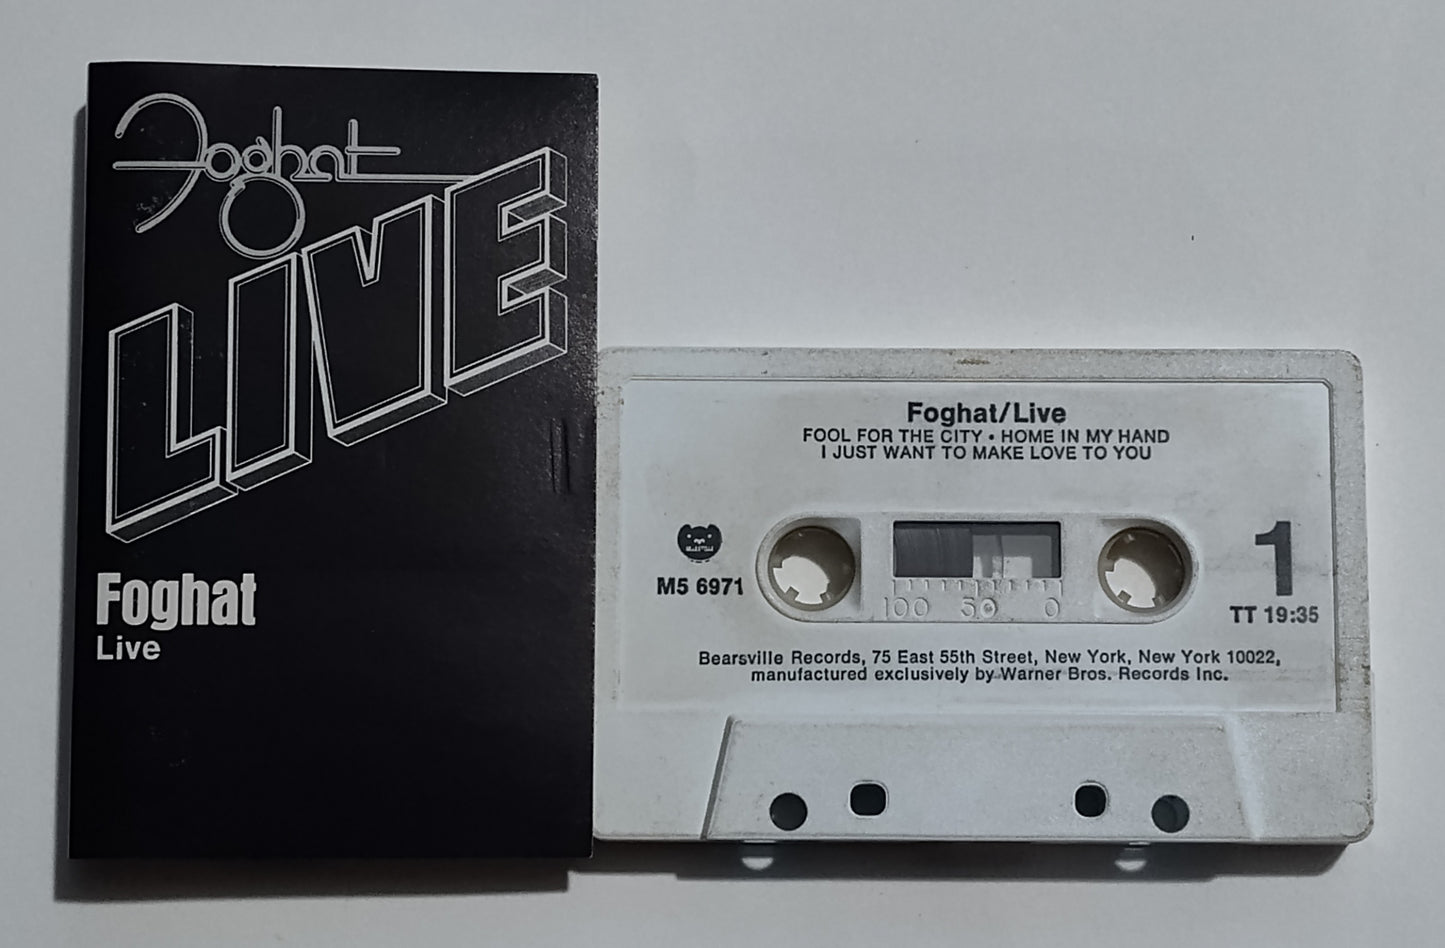 Foghat
LIVE
Foghat
Live
Foghat/Live
FOOL FOR THE CITY • HOME IN MY HAND
I JUST WANT TO MAKE LOVE TO YOU
M5 6971
100 50 0
1
TT 19:35
Bearsville Records, 75 East 55th Street, New York, New York 10022,
manufactured exclusively by Warner Bros. Records Inc.